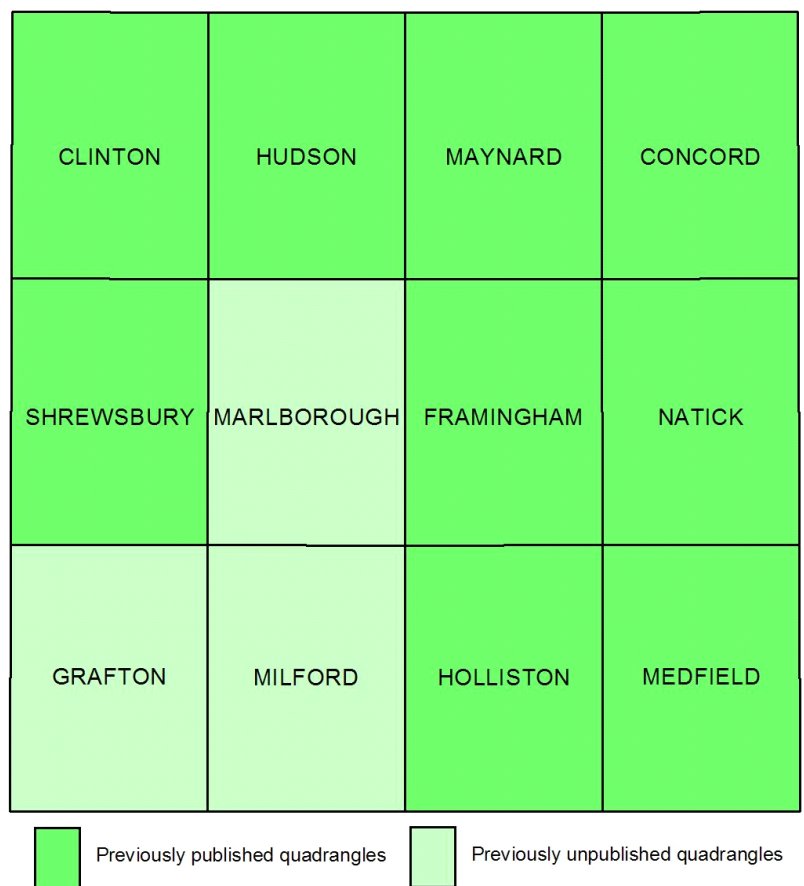 CLINTON HUDSON MAYNARD CONCORD
SHREWSBURY MARLBOROUGH FRAMINGHAM NATICK
GRAFTON MILFORD HOLLISTON MEDFIELD
Previously published quadrangles Previously unpublished quadrangles